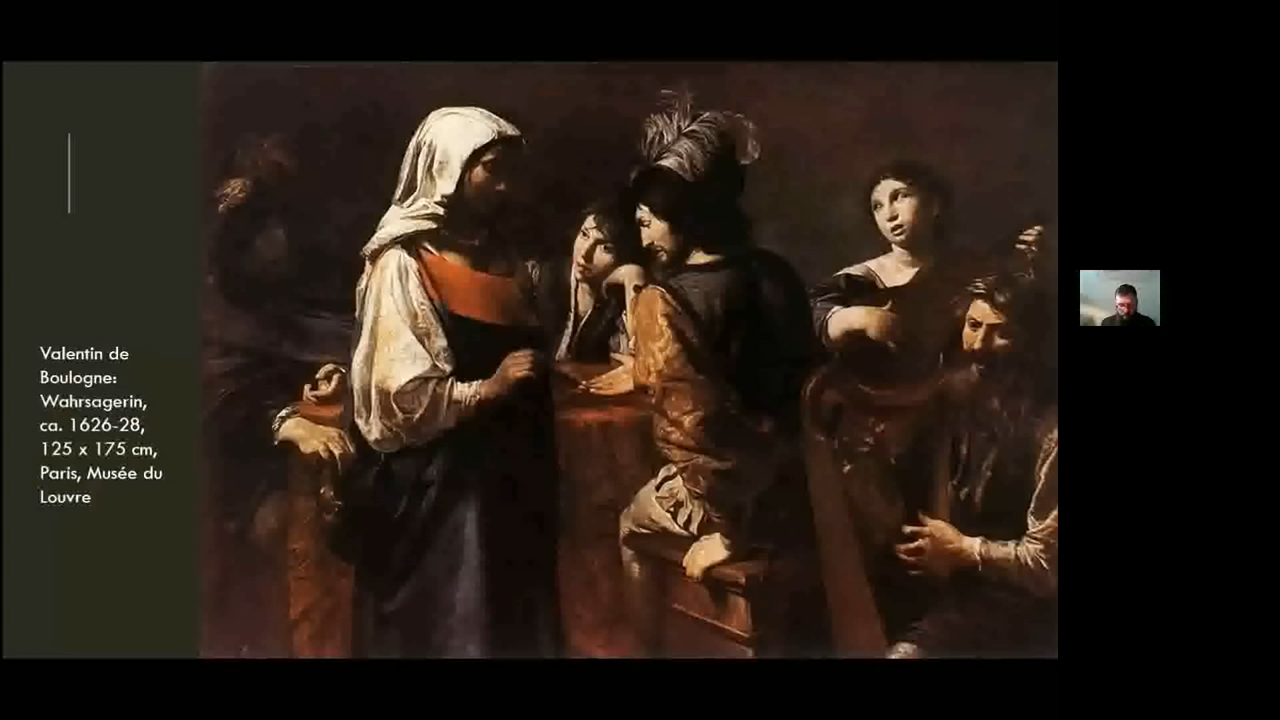 Valentin de
Boulogne:
Wahrsagerin,
ca. 1626-28,
125 x 175 cm,
Paris, Musée du
Louvre